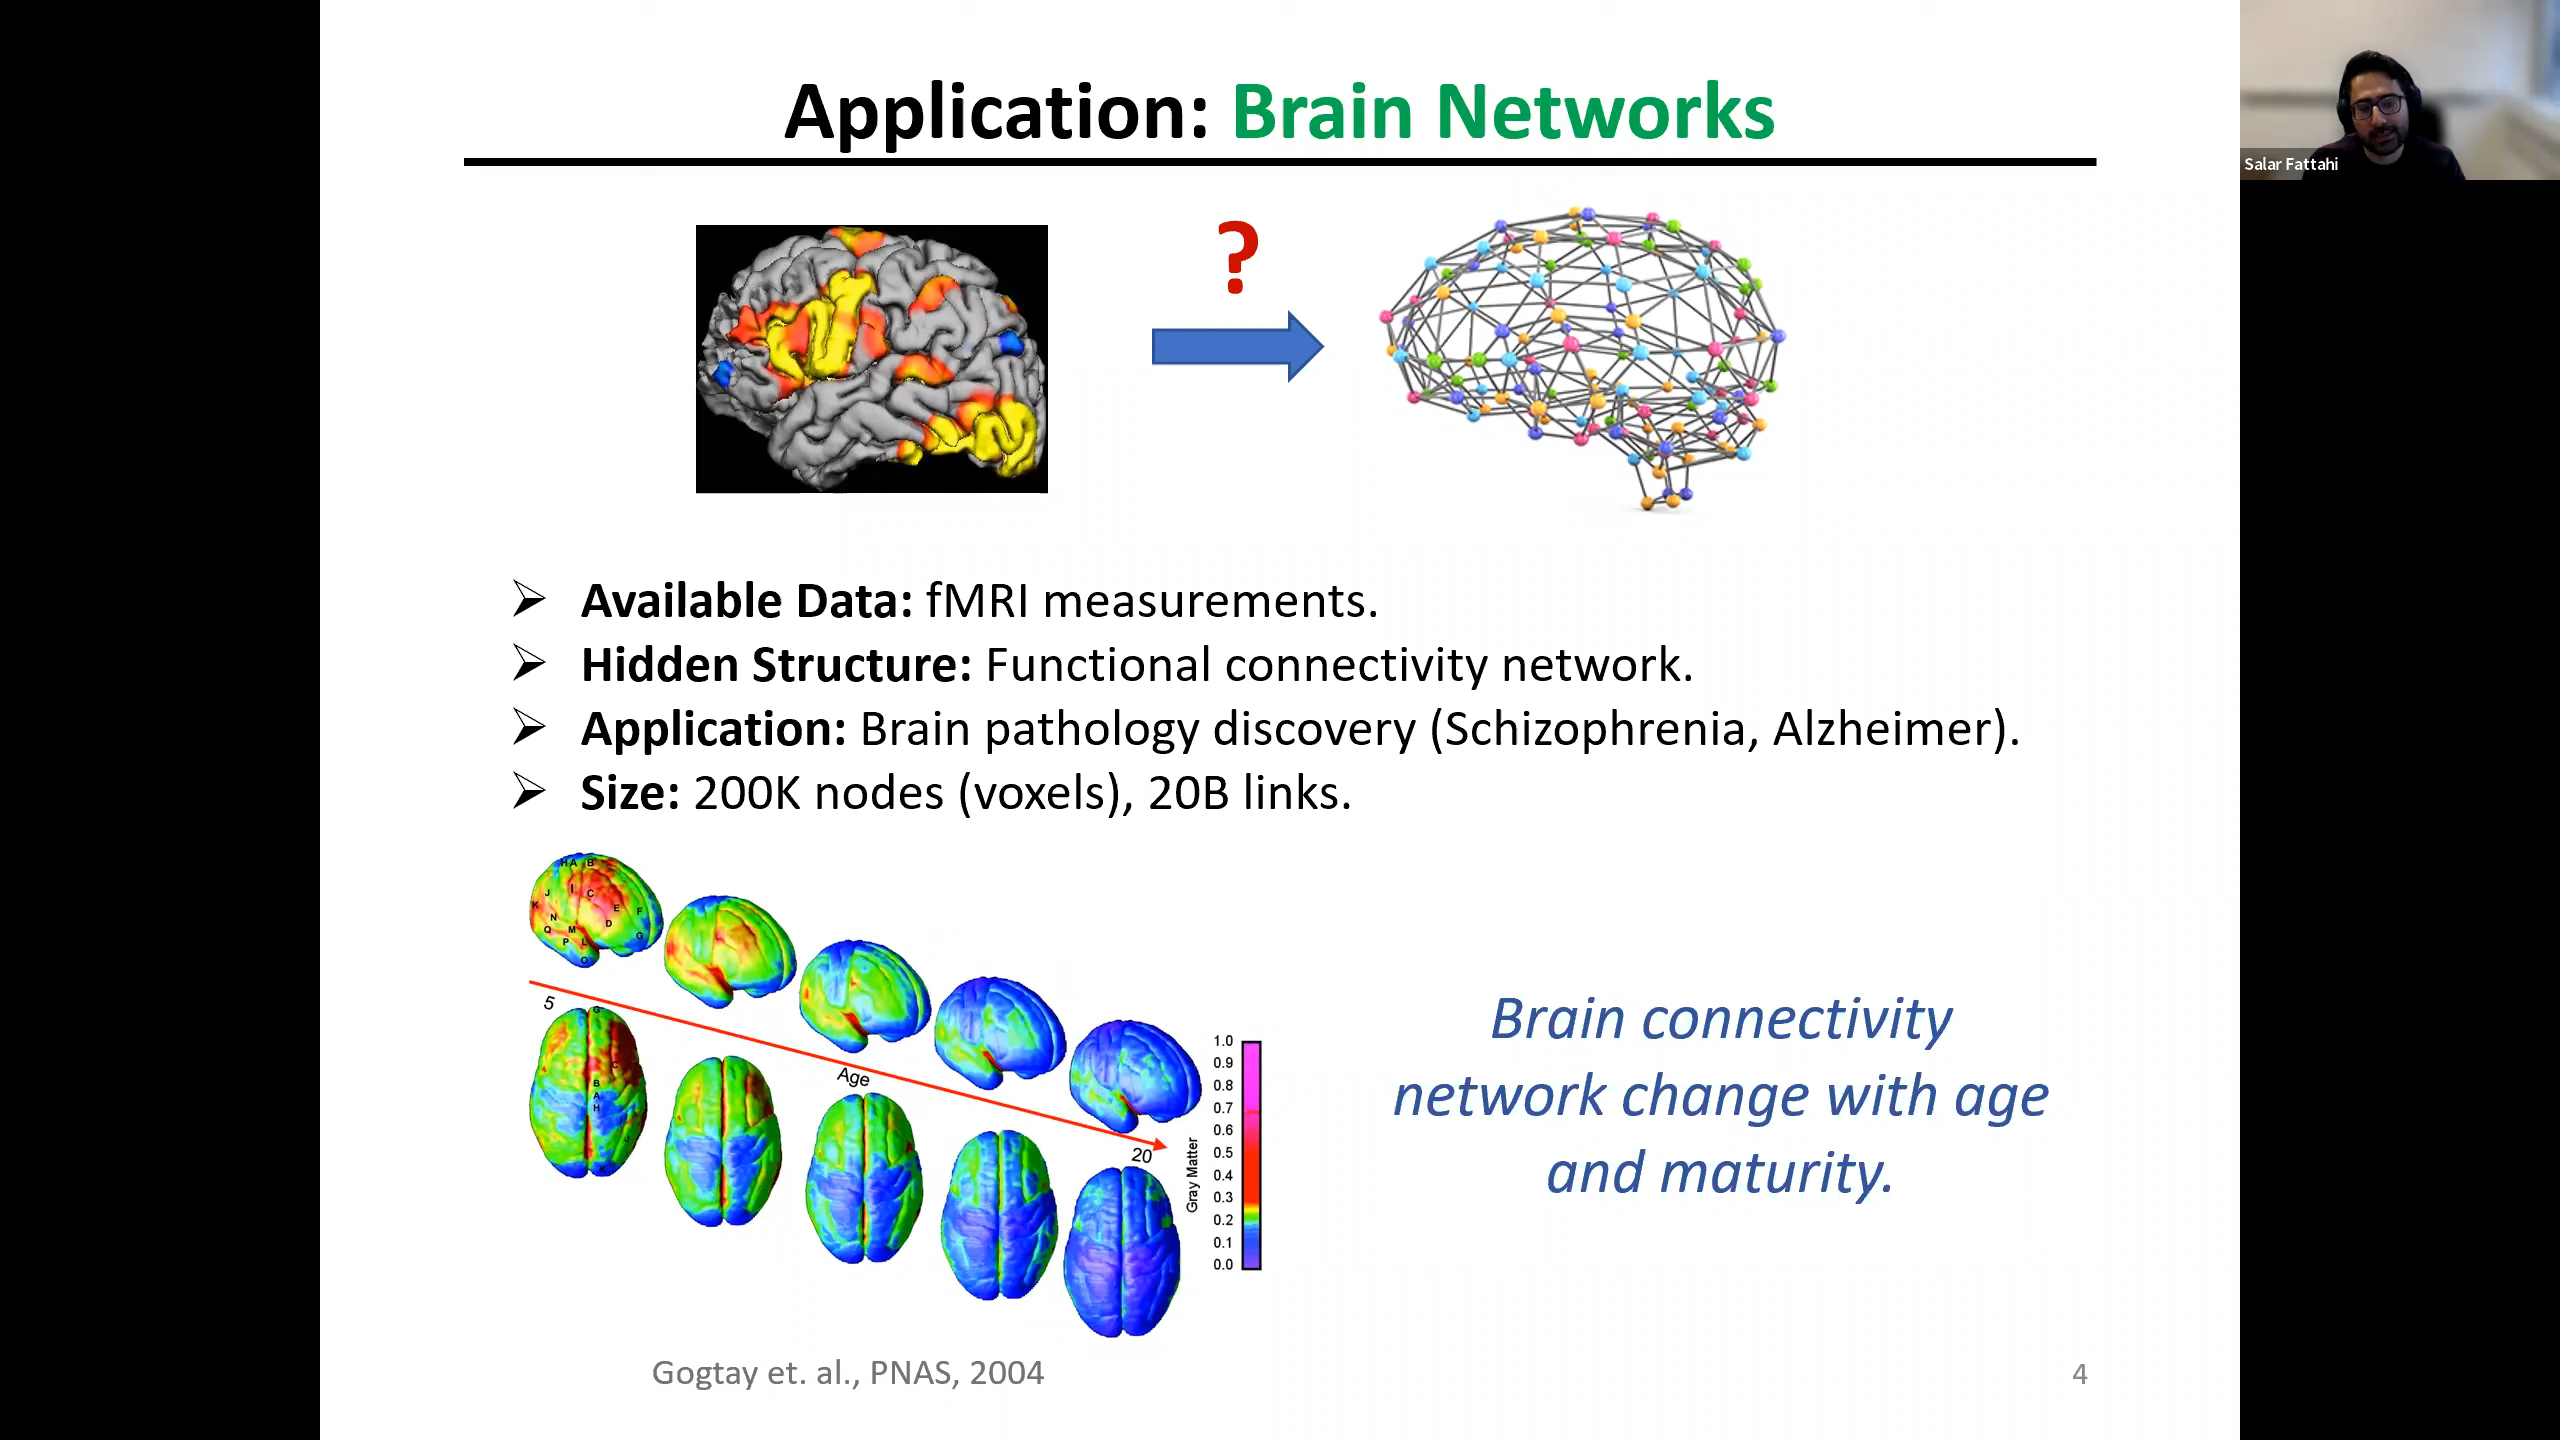 Application: Brain Networks
Salar Fattahi
?
➢ Available Data: fMRI measurements.
➢ Hidden Structure: Functional connectivity network.
➢ Application: Brain pathology discovery (Schizophrenia, Alzheimer).
➢ Size: 200K nodes (voxels), 20B links.
H A B
J I C
K E F
N D
Q M G
P L
O
5
G
C
B
A
H
K
Age
20
Gray Matter
1.0
0.9
0.8
0.7
0.6
0.5
0.4
0.3
0.2
0.1
0.0
Brain connectivity
network change with age
and maturity.
Gogtay et. al., PNAS, 2004
4